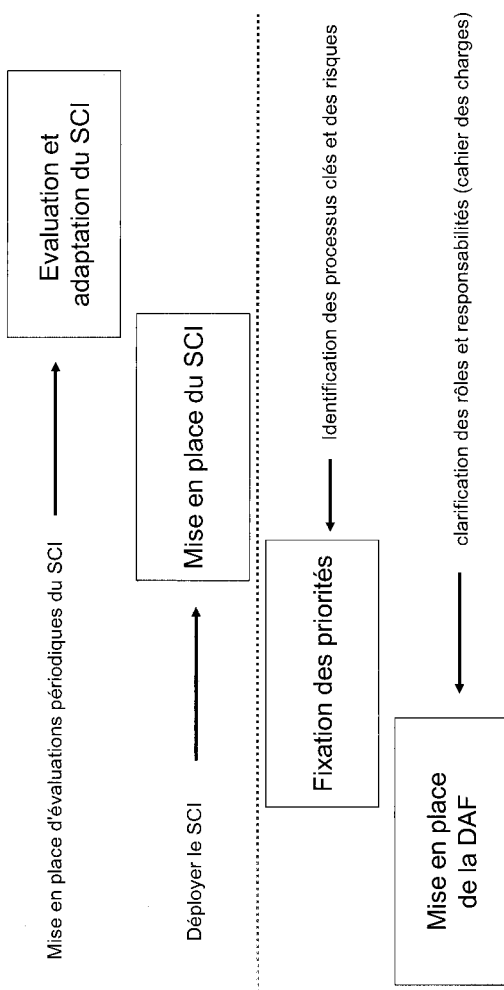 Mise en place d'évaluations périodiques du SCI
Evaluation et
adaptation du SCI
Déployer le SCI
Mise en place du SCI
Fixation des priorités
Identification des processus clés et des risques
Mise en place
de la DAF
clarification des rôles et responsabilités (cahier des charges)